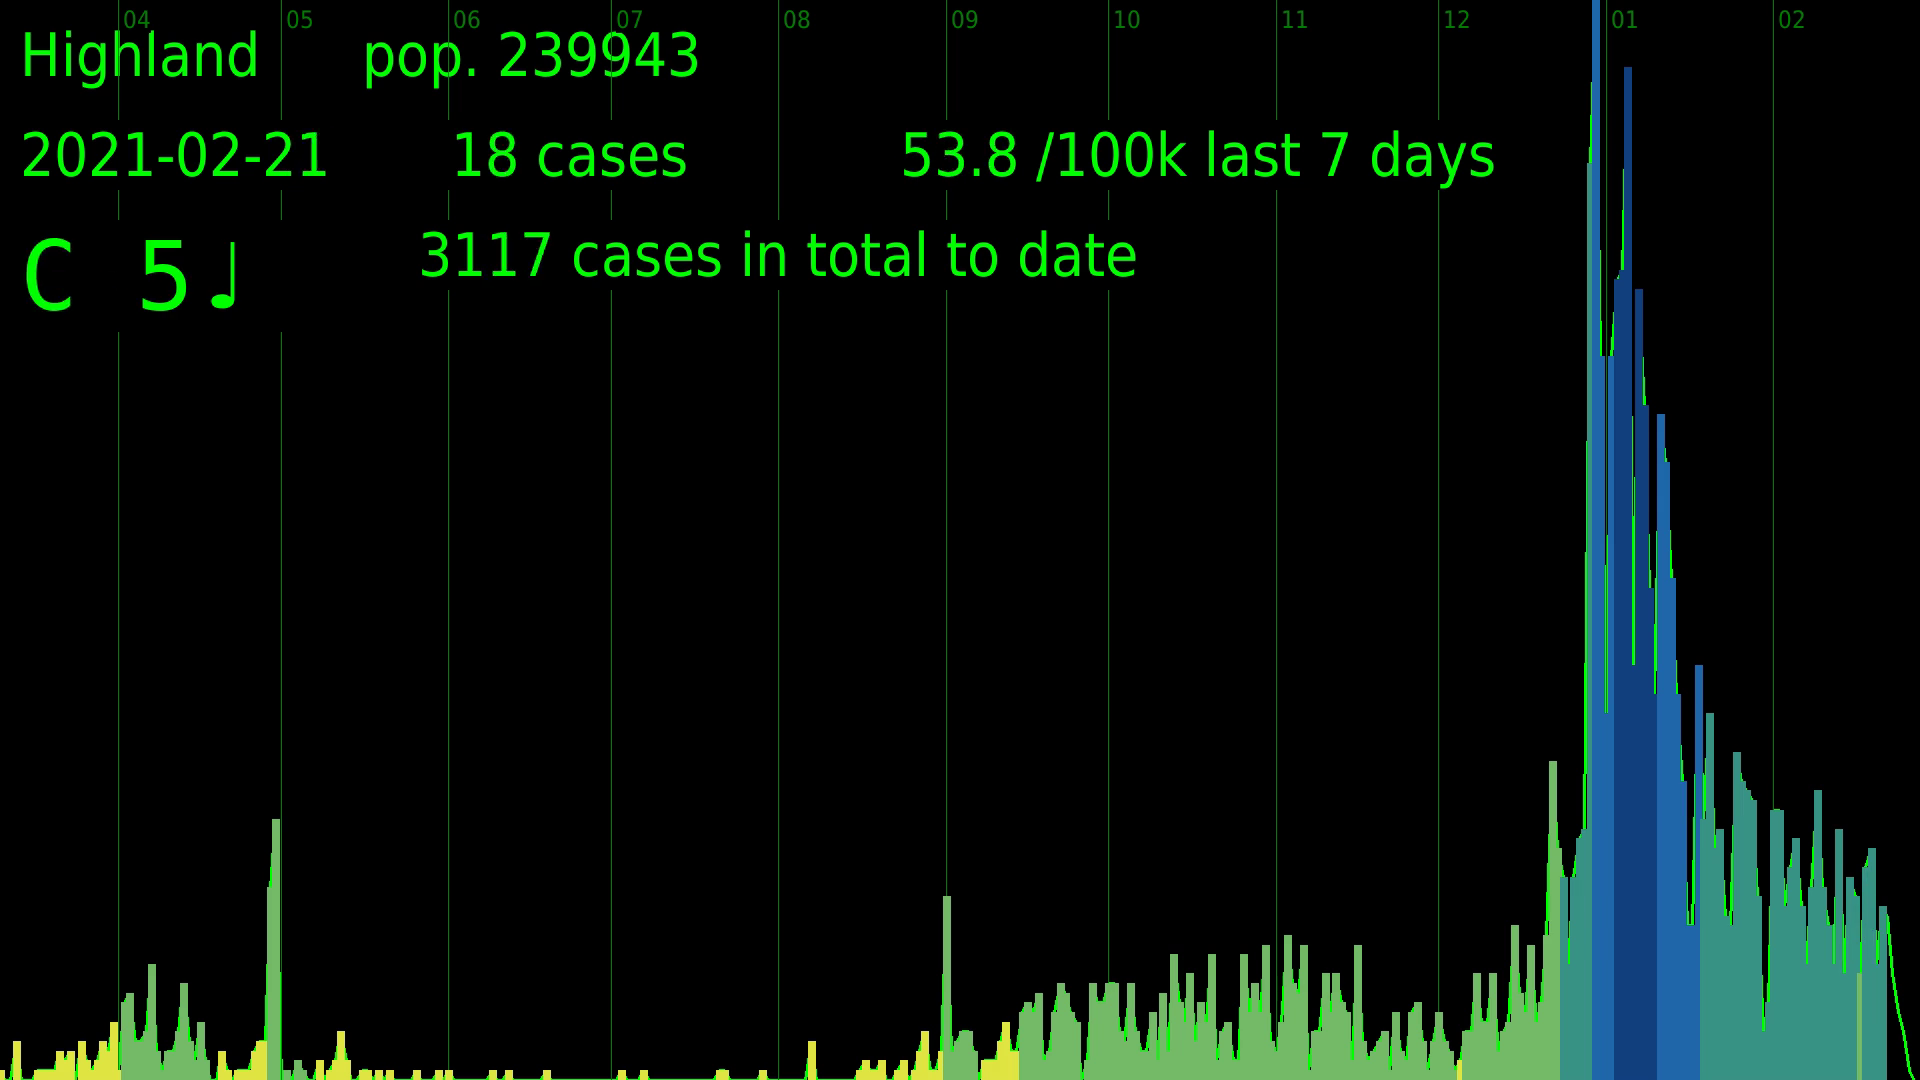 04 05 06 07 08 09 10 11 12 01 02
Highland pop. 239943
2021-02-21 18 cases 53.8 /100k last 7 days
C 5♩ 3117 cases in total to date